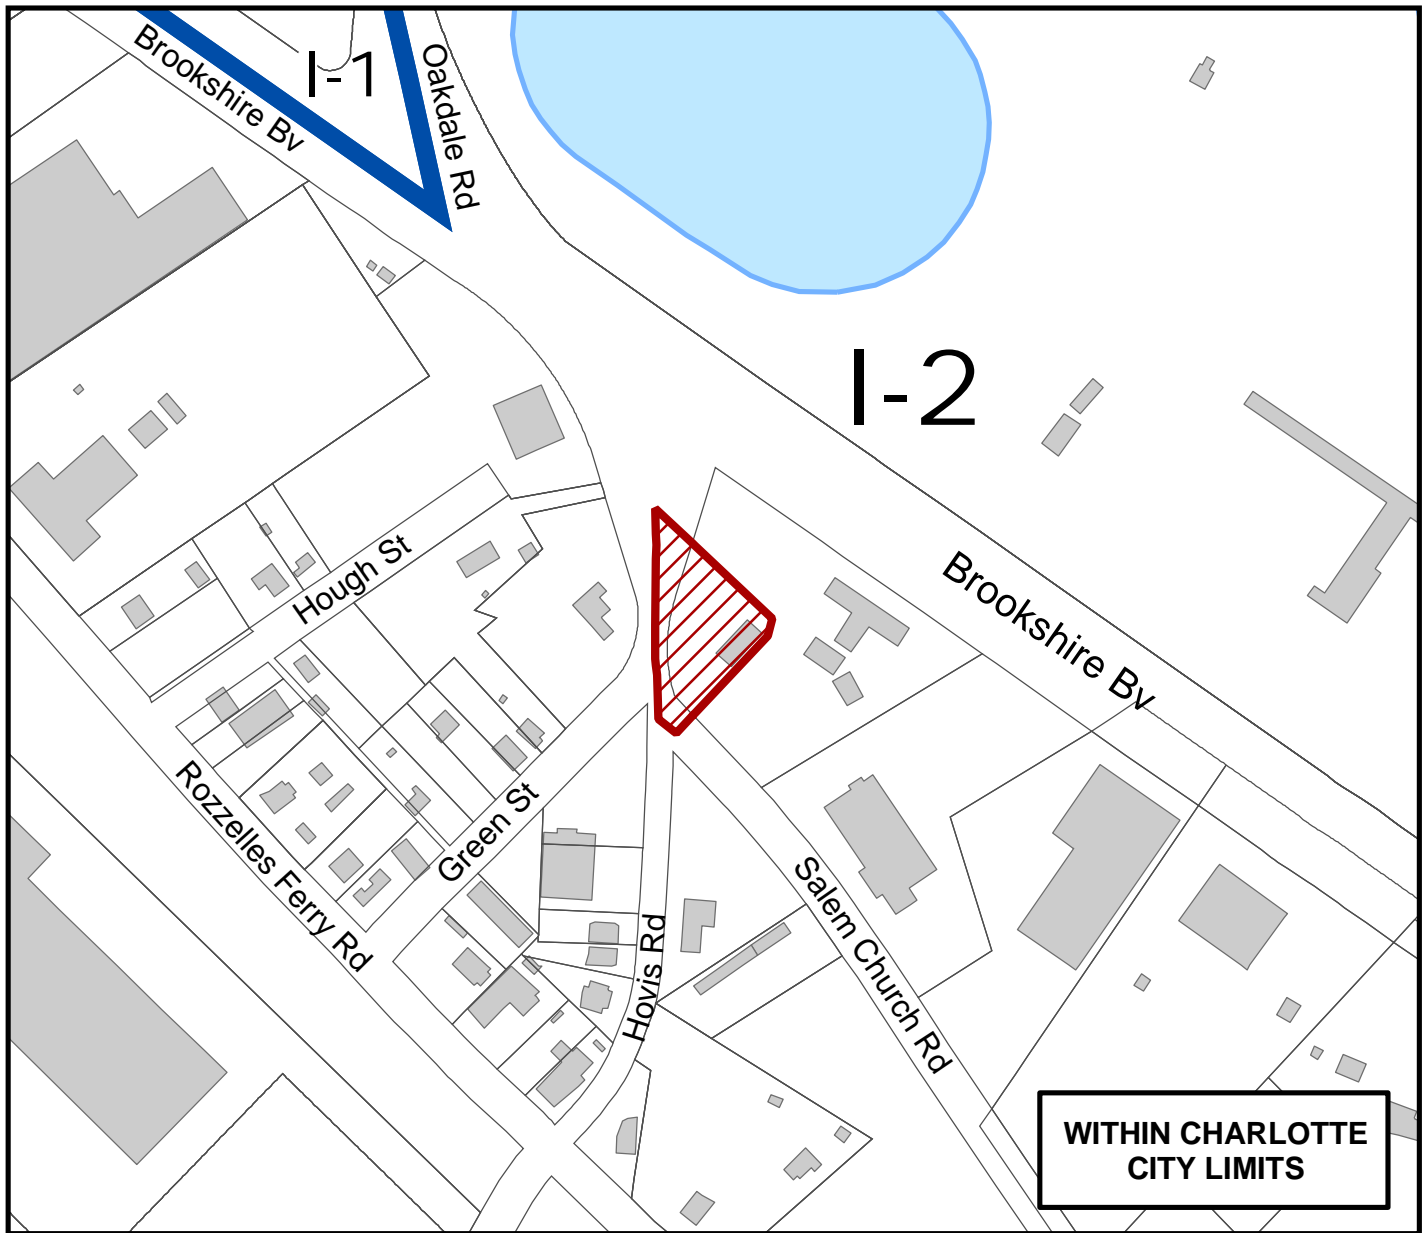 Brookshire Bv
I-1
Oakdale Rd
I-2
Hough St
Brookshire Bv
Rozzelles Ferry Rd
Green St
Salem Church Rd
Hovis Rd
WITHIN CHARLOTTE
CITY LIMITS